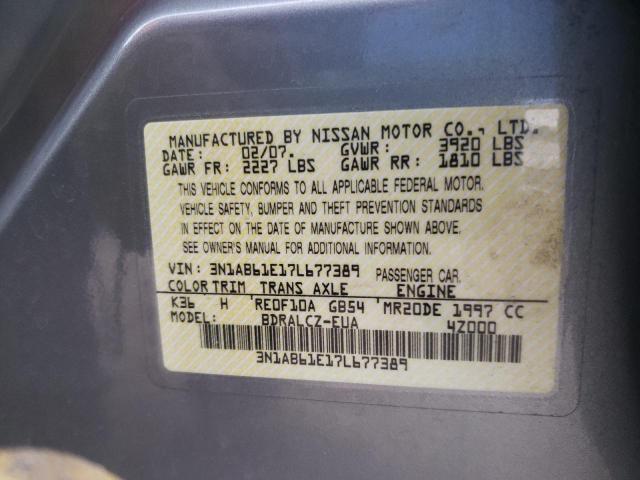 MANUFACTURED BY NISSAN MOTOR CO., LTD.
DATE: 02/07. GVWR: 3920 LBS
GAWR FR: 2227 LBS GAWR RR: 1810 LBS
THIS VEHICLE CONFORMS TO ALL APPLICABLE FEDERAL MOTOR.
VEHICLE SAFETY, BUMPER AND THEFT PREVENTION STANDARDS
IN EFFECT ON THE DATE OF MANUFACTURE SHOWN ABOVE.
SEE OWNER'S MANUAL FOR ADDITIONAL INFORMATION.
VIN: 3N1AB61E17L677389 PASSENGER CAR.
COLOR TRIM TRANS AXLE ENGINE
K36 H RE0F10A GB54 MR20DE 1997 CC
MODEL: BDRALCZ-EUA 4Z000
3N1AB61E17L677389